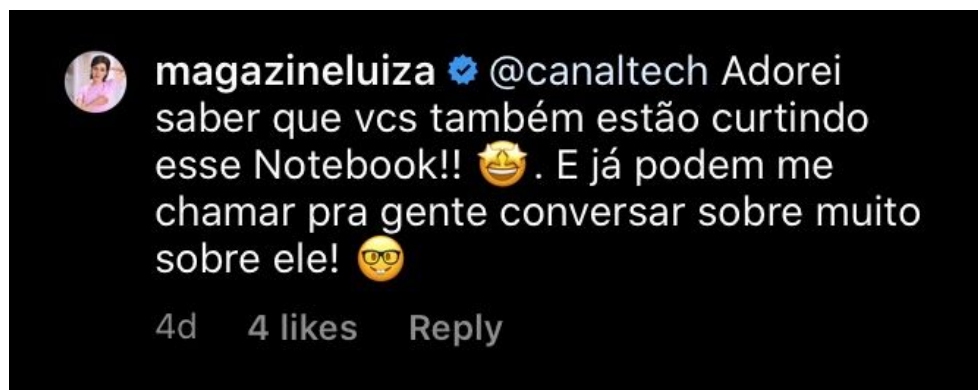 magazineluiza @canaltech Adorei
saber que vcs também estão curtindo
esse Notebook!! 🤩. E já podem me
chamar pra gente conversar sobre muito
sobre ele! 🤓
4d 4 likes Reply